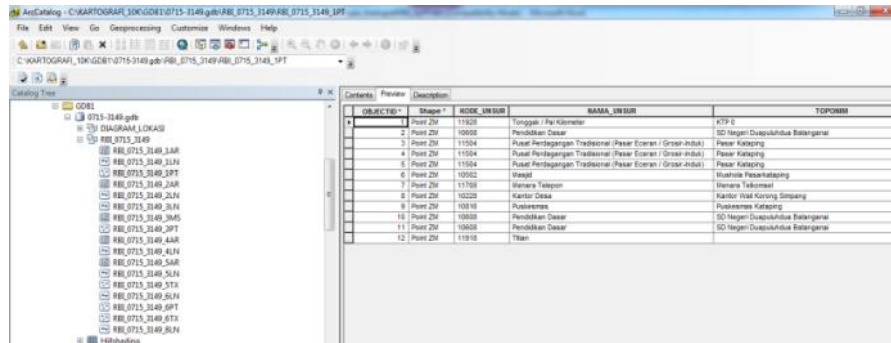 ArcCatalog - C:\KARTOGRAFI_10K\GDB1\0715-3149.gdb\RBI_0715_3149\RBI_0715_3149_1PT
File Edit View Go Geoprocessing Customize Windows Help
C:\KARTOGRAFI_10K\GDB1\0715-3149.gdb\RBI_0715_3149\RBI_0715_3149_1PT
Catalog Tree
GDB1
0715-3149.gdb
DIAGRAM_LOKASI
RBI_0715_3149
RBI_0715_3149_1AR
RBI_0715_3149_1LN
RBI_0715_3149_1PT
RBI_0715_3149_2AR
RBI_0715_3149_2LN
RBI_0715_3149_3LN
RBI_0715_3149_3MS
RBI_0715_3149_3PT
RBI_0715_3149_4AR
RBI_0715_3149_4LN
RBI_0715_3149_5AR
RBI_0715_3149_5LN
RBI_0715_3149_5TX
RBI_0715_3149_6LN
RBI_0715_3149_6PT
RBI_0715_3149_6TX
RBI_0715_3149_8LN
Hillshading
Contents Preview Description
OBJECTID * Shape * KODE_UNSUR NAMA_UNSUR TOPONIM
1 Point ZM 11928 Tonggak / Pal Kilometer KTP 0
2 Point ZM 10608 Pendidikan Dasar SD Negeri Duapuluhdua Batanganai
3 Point ZM 11504 Pusat Perdagangan Tradisional (Pasar Eceran / Grosir-Induk) Pasar Kataping
4 Point ZM 11504 Pusat Perdagangan Tradisional (Pasar Eceran / Grosir-Induk) Pasar Kataping
5 Point ZM 11504 Pusat Perdagangan Tradisional (Pasar Eceran / Grosir-Induk) Pasar Kataping
6 Point ZM 10502 Masjid Mushola Pasarkataping
7 Point ZM 11708 Menara Telepon Menara Telkomsel
8 Point ZM 10228 Kantor Desa Kantor Wali Korong Simpang
9 Point ZM 10816 Puskesmas Puskesmas Kataping
10 Point ZM 10608 Pendidikan Dasar SD Negeri Duapuluhdua Batanganai
11 Point ZM 10608 Pendidikan Dasar SD Negeri Duapuluhdua Batanganai
12 Point ZM 11918 Titian